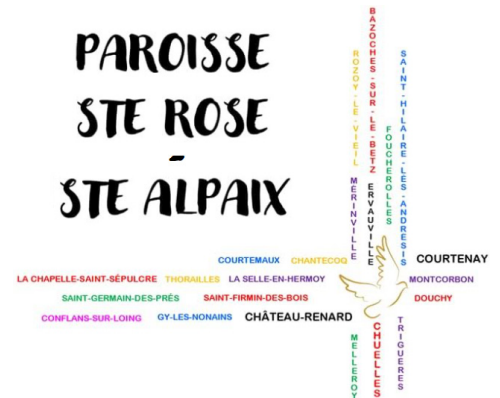 PAROISSE
STE ROSE
-
STE ALPAIX
BAZOCHES-SUR-LE-BETZ
ROZOY-LE-VIEIL
SAINT-HILAIRE-LÈS-ANDRESIS
FOUCHEROLLES
MÉRINVILLE
ERVAUVILLE
COURTEMAUX CHANTECOQ COURTENAY
LA CHAPELLE-SAINT-SÉPULCRE THORAILLES LA SELLE-EN-HERMOY MONTCORBON
SAINT-GERMAIN-DES-PRÉS SAINT-FIRMIN-DES-BOIS DOUCHY
CONFLANS-SUR-LOING GY-LES-NONAINS CHÂTEAU-RENARD
MELLEROY
CHUELLES
TRIGUERES